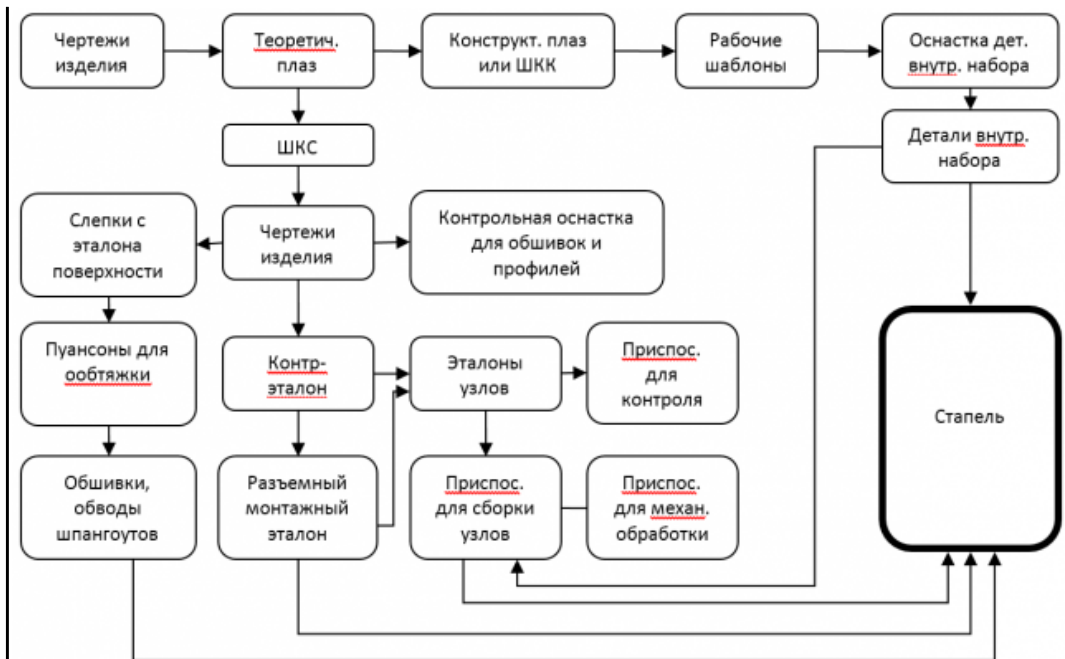 Чертежи
изделия
Теоретич.
плаз
Конструкт. плаз
или ШКК
Рабочие
шаблоны
Оснастка дет.
внутр. набора
Детали внутр.
набора
ШКС
Слепки с
эталона
поверхности
Чертежи
изделия
Контрольная оснастка
для обшивок и
профилей
Пуансоны для
ообтяжки
Контр-
эталон
Эталоны
узлов
Приспос.
для
контроля
Стапель
Обшивки,
обводы
шпангоутов
Разъемный
монтажный
эталон
Приспос.
для сборки
узлов
Приспос.
для механ.
обработки